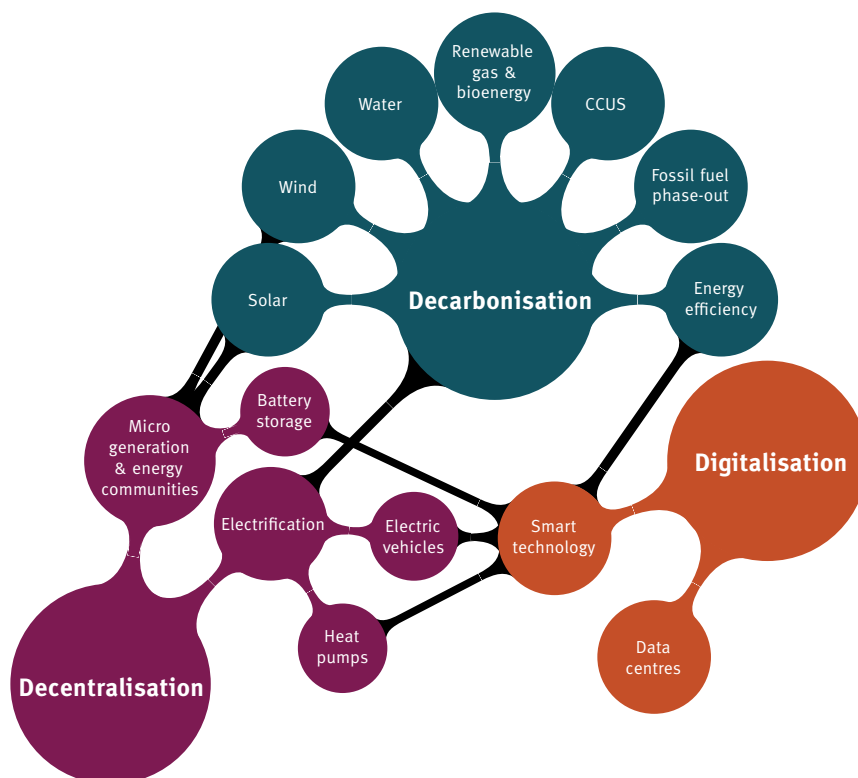 Renewable
gas &
bioenergy
Water
CCUS
Wind
Fossil fuel
phase-out
Solar
Decarbonisation
Energy
efficiency
Battery
storage
Micro
generation
& energy
communities
Digitalisation
Electrification
Electric
vehicles
Smart
technology
Heat
pumps
Data
centres
Decentralisation